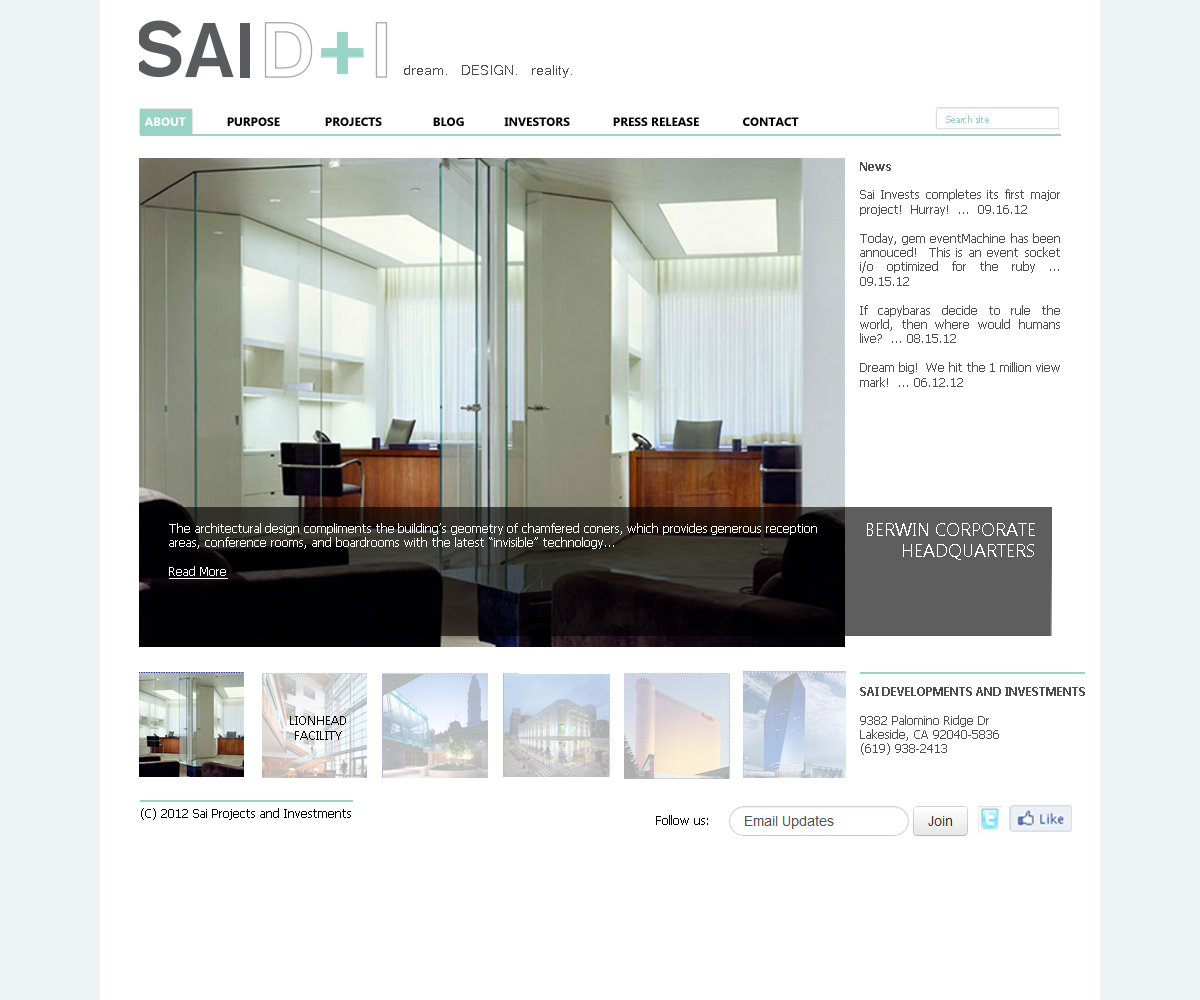 SAI D+I
dream. DESIGN. reality.
ABOUT PURPOSE PROJECTS BLOG INVESTORS PRESS RELEASE CONTACT
Search site
News
Sai Invests completes its first major
project! Hurray! ... 09.16.12
Today, gem eventMachine has been
annouced! This is an event socket
i/o optimized for the ruby ...
09.15.12
If capybaras decide to rule the
world, then where would humans
live? ... 08.15.12
Dream big! We hit the 1 million view
mark! ... 06.12.12
The architectural design compliments the building's geometry of chamfered coners, which provides generous reception
areas, conference rooms, and boardrooms with the latest "invisible" technology...
Read More
BERWIN CORPORATE
HEADQUARTERS
LIONHEAD
FACILITY
SAI DEVELOPMENTS AND INVESTMENTS
9382 Palomino Ridge Dr
Lakeside, CA 92040-5836
(619) 938-2413
(C) 2012 Sai Projects and Investments
Follow us:
Email Updates
Join
Like